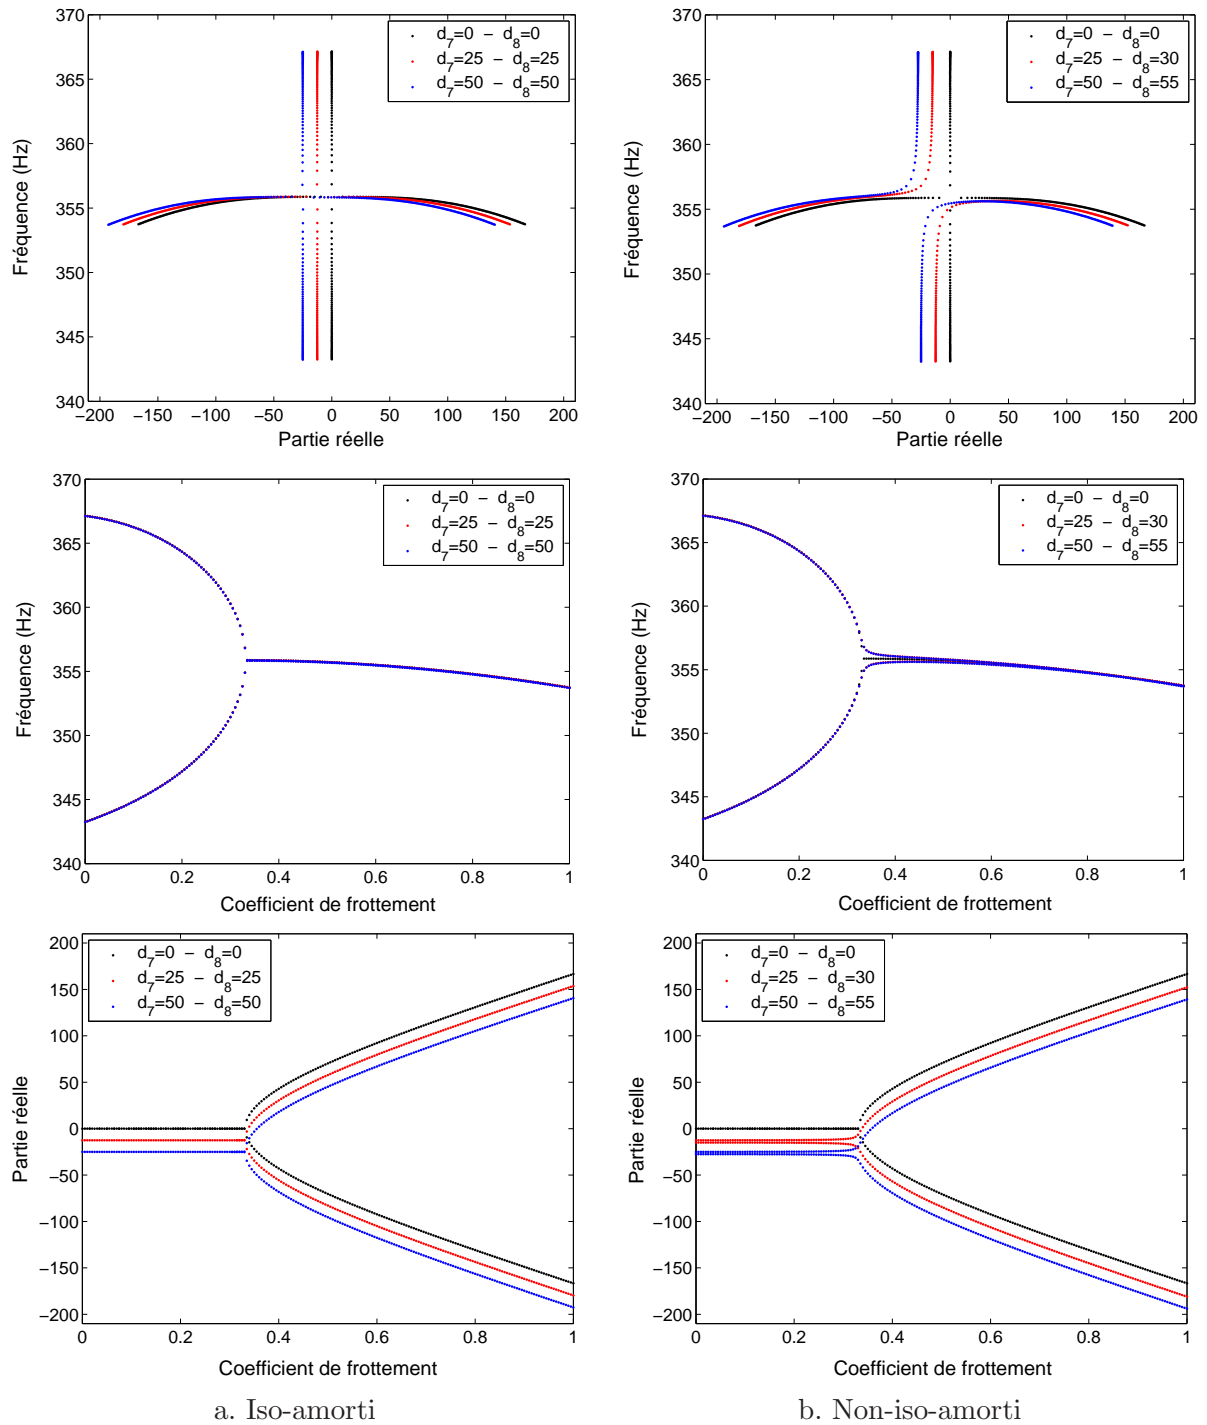 370
365
360
355
350
345
340
−200 −150 −100 −50 0 50 100 150 200
Partie réelle
Fréquence (Hz)
d7=0 − d8=0
d7=25 − d8=25
d7=50 − d8=50
370
365
360
355
350
345
340
−200 −150 −100 −50 0 50 100 150 200
Partie réelle
Fréquence (Hz)
d7=0 − d8=0
d7=25 − d8=30
d7=50 − d8=55
370
365
360
355
350
345
340
0 0.2 0.4 0.6 0.8 1
Coefficient de frottement
Fréquence (Hz)
d7=0 − d8=0
d7=25 − d8=25
d7=50 − d8=50
370
365
360
355
350
345
340
0 0.2 0.4 0.6 0.8 1
Coefficient de frottement
Fréquence (Hz)
d7=0 − d8=0
d7=25 − d8=30
d7=50 − d8=55
200
150
100
50
0
−50
−100
−150
−200
0 0.2 0.4 0.6 0.8 1
Coefficient de frottement
Partie réelle
d7=0 − d8=0
d7=25 − d8=25
d7=50 − d8=50
200
150
100
50
0
−50
−100
−150
−200
0 0.2 0.4 0.6 0.8 1
Coefficient de frottement
Partie réelle
d7=0 − d8=0
d7=25 − d8=30
d7=50 − d8=55
a. Iso-amorti
b. Non-iso-amorti